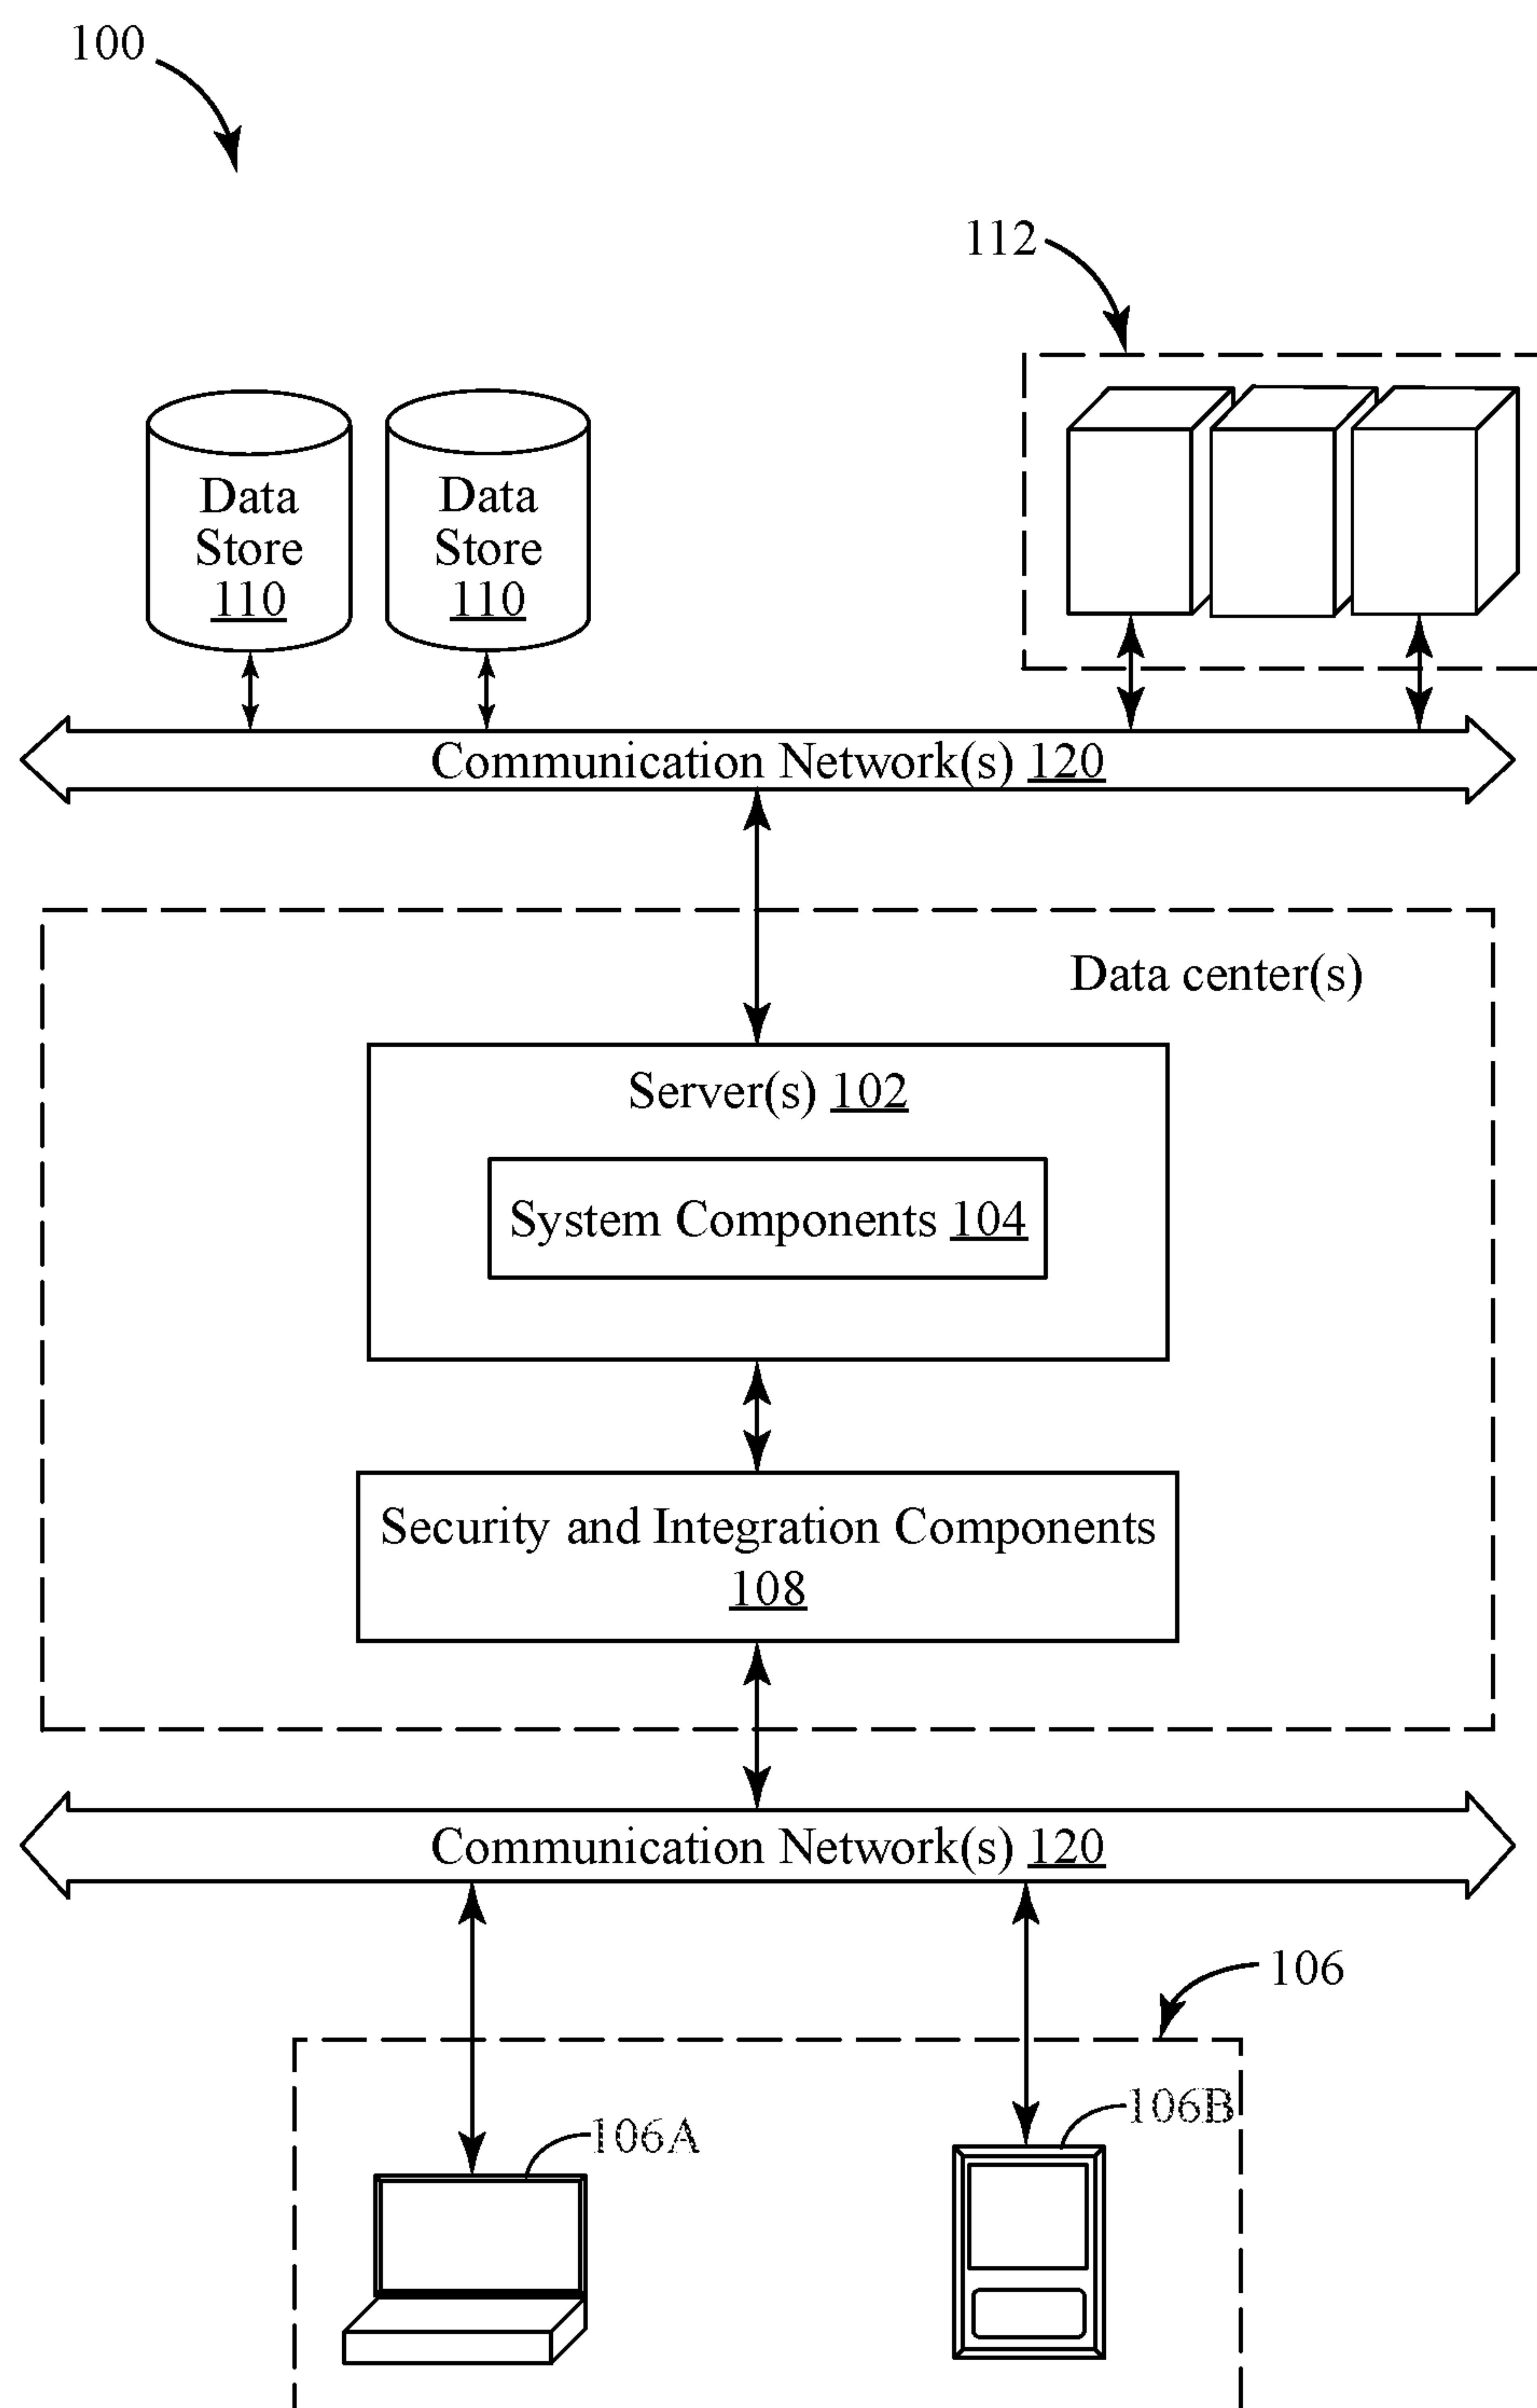 100
112
Data
Store
110
Data
Store
110
Communication Network(s) 120
Data center(s)
Server(s) 102
System Components 104
Security and Integration Components
108
Communication Network(s) 120
106
106A
106B